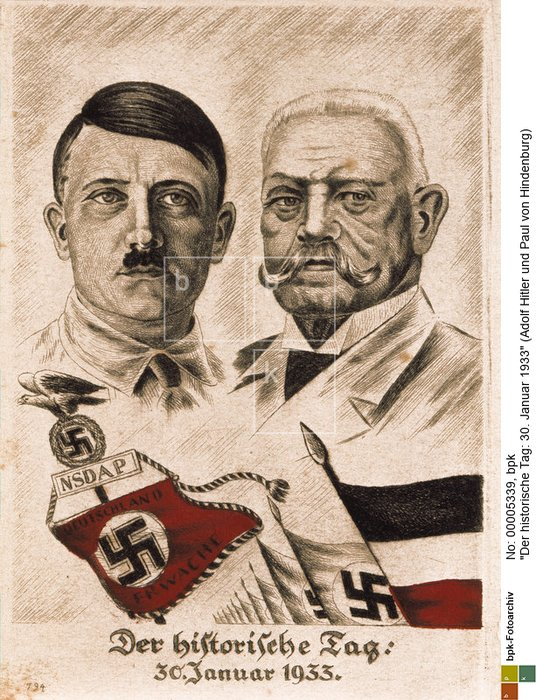 NSDAP
DEUTSCHLAND
ERWACHE
Der historische Tag:
30. Januar 1933.
794
b
p
k
No: 00005339, bpk
"Der historische Tag: 30. Januar 1933" (Adolf Hitler und Paul von Hindenburg)
bpk-Fotoarchiv
b
p
k